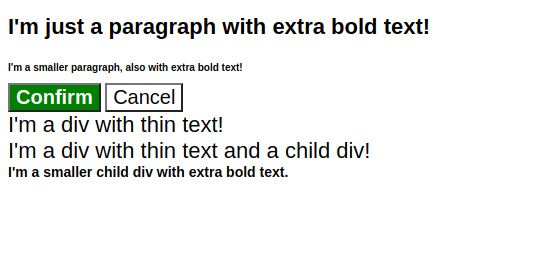 I'm just a paragraph with extra bold text!
I'm a smaller paragraph, also with extra bold text!
Confirm Cancel
I'm a div with thin text!
I'm a div with thin text and a child div!
I'm a smaller child div with extra bold text.